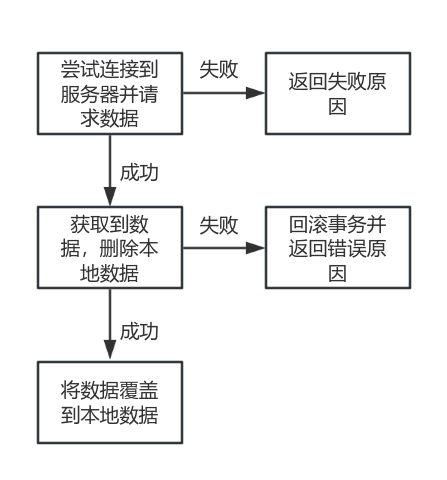 尝试连接到
服务器并请
求数据
失败
返回失败原
因
成功
获取到数
据，删除本
地数据
失败
回滚事务并
返回错误原
因
成功
将数据覆盖
到本地数据